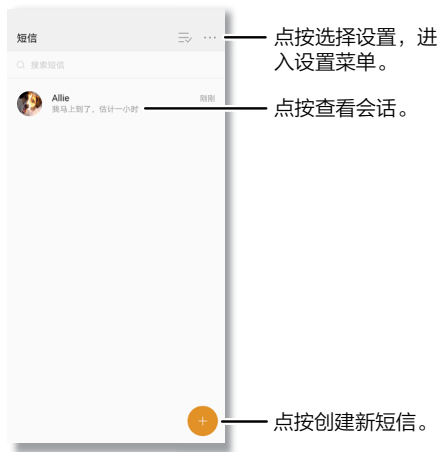 短信
点按选择设置，进
入设置菜单。
搜索短信
Allie
刚刚
我马上到了，估计一小时
点按查看会话。
点按创建新短信。